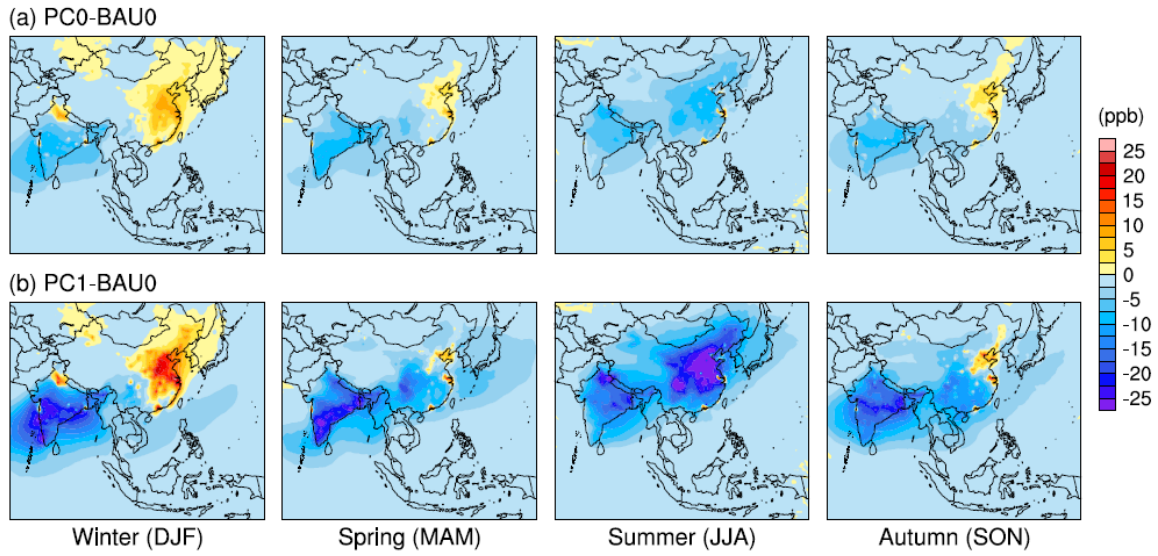 (a) PC0-BAU0
(ppb)
25
20
15
10
5
0
-5
-10
-15
-20
-25
(b) PC1-BAU0
Winter (DJF)
Spring (MAM)
Summer (JJA)
Autumn (SON)